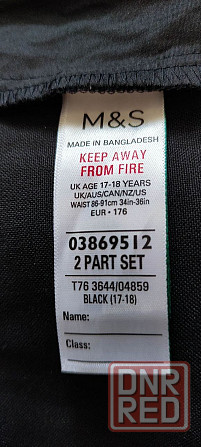 M&S
MADE IN BANGLADESH
KEEP AWAY
FROM FIRE
UK AGE 17-18 YEARS
UK/AUS/CAN/NZ/US
WAIST 86-91cm 34in-36in
EUR • 176
03869512
2 PART SET
T76 3644/04859
BLACK (17-18)
Name:
Class:
DNR
RED